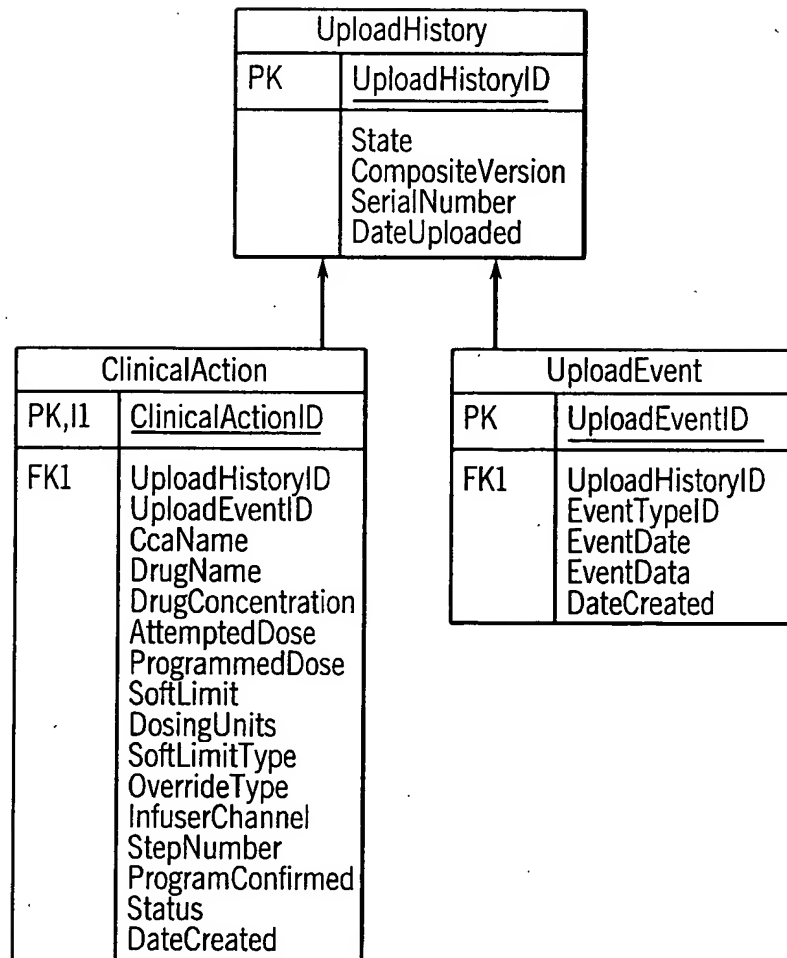 UploadHistory
PK UploadHistoryID
State
CompositeVersion
SerialNumber
DateUploaded
ClinicalAction
PK,I1 ClinicalActionID
FK1 UploadHistoryID
UploadEventID
CcaName
DrugName
DrugConcentration
AttemptedDose
ProgrammedDose
SoftLimit
DosingUnits
SoftLimitType
OverrideType
InfuserChannel
StepNumber
ProgramConfirmed
Status
DateCreated
UploadEvent
PK UploadEventID
FK1 UploadHistoryID
EventTypeID
EventDate
EventData
DateCreated